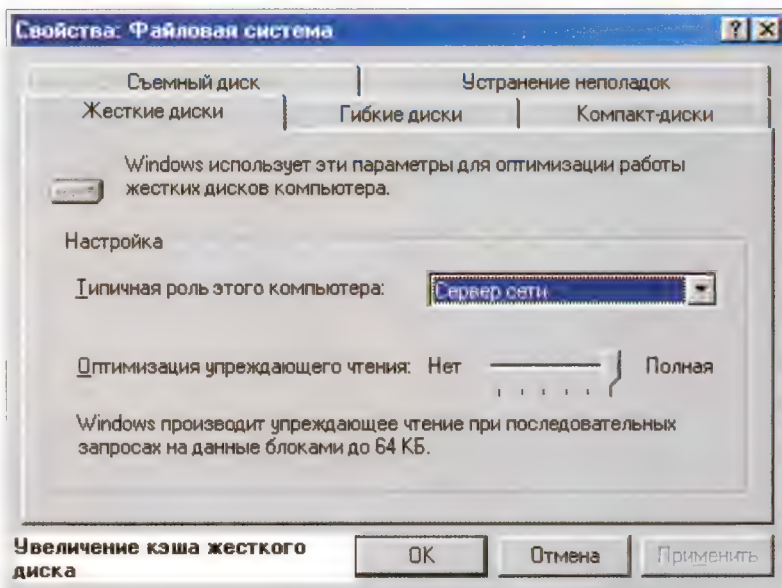 Свойства: Файловая система
Съемный диск Устранение неполадок
Жесткие диски Гибкие диски Компакт-диски
Windows использует эти параметры для оптимизации работы
жестких дисков компьютера.
Настройка
Типичная роль этого компьютера: Сервер сети
Оптимизация упреждающего чтения: Нет Полная
Windows производит упреждающее чтение при последовательных
запросах на данные блоками до 64 КБ.
Увеличение кэша жесткого
диска
OK Отмена Применить